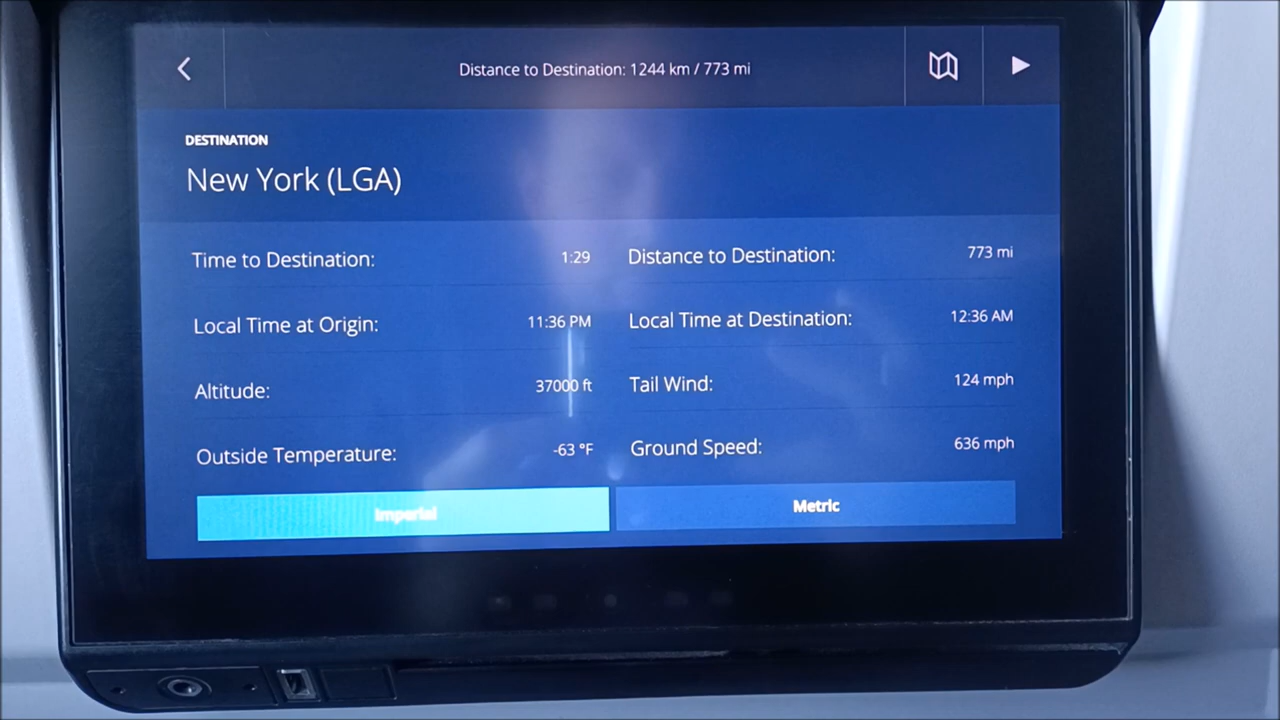 Distance to Destination: 1244 km / 773 mi
DESTINATION
New York (LGA)
Time to Destination: 1:29 Distance to Destination: 773 mi
Local Time at Origin: 11:36 PM Local Time at Destination: 12:36 AM
Altitude: 37000 ft Tail Wind: 124 mph
Outside Temperature: -63 °F Ground Speed: 636 mph
Imperial Metric